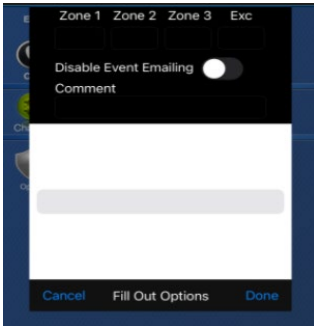 Zone 1 Zone 2 Zone 3 Exc
Disable Event Emailing
Comment
Cancel Fill Out Options Done